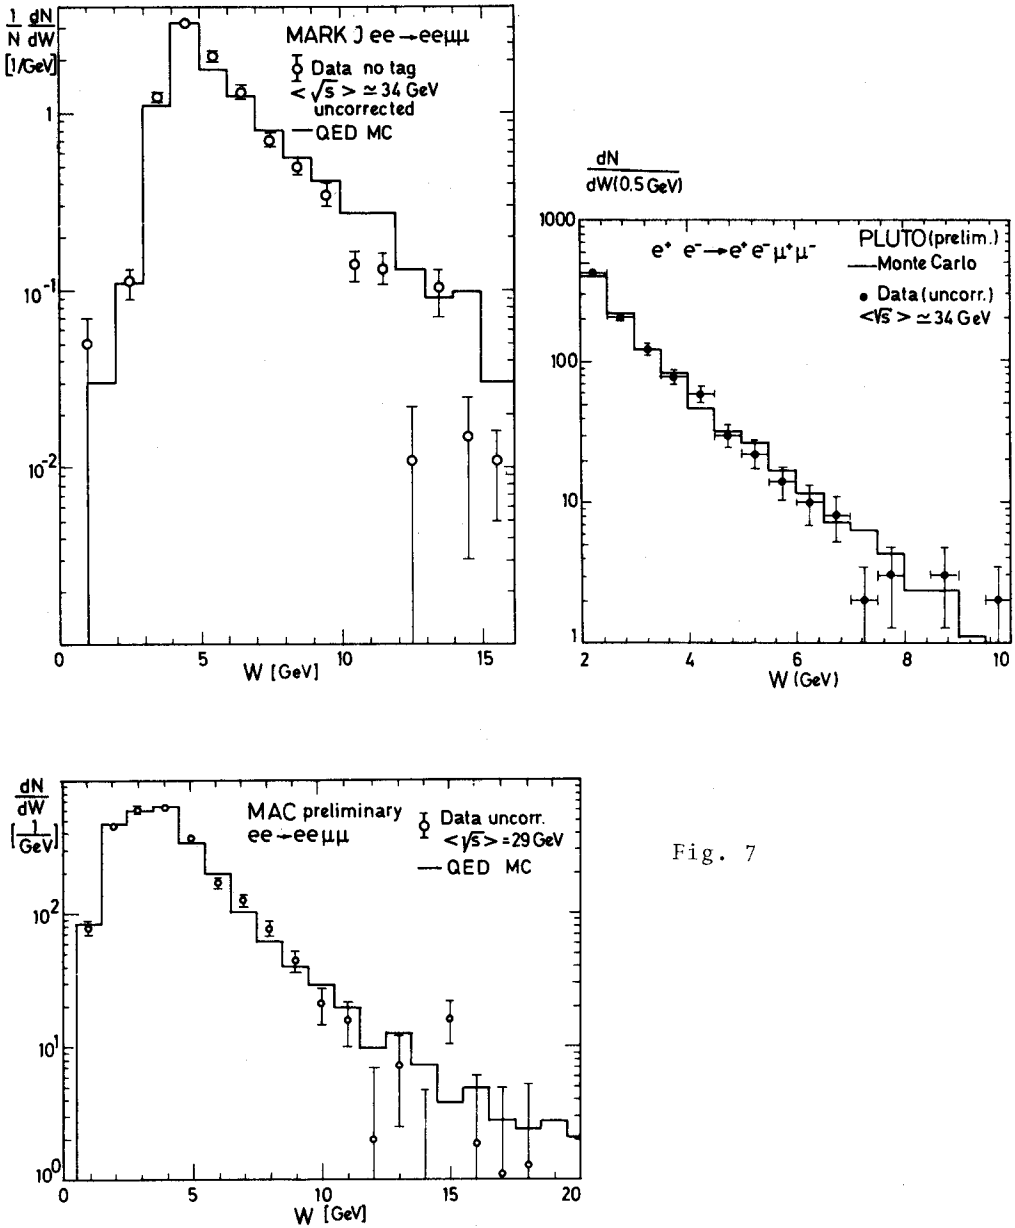 1 dN
N dW
[1/GeV]
MARK J ee→eeμμ
Data no tag
<√s> ≃34 GeV
uncorrected
QED MC
1
10⁻¹
10⁻²
0 5 10 15
W [GeV]
dN
dW(0.5 GeV)
1000
e⁺ e⁻→e⁺e⁻μ⁺μ⁻
PLUTO (prelim.)
Monte Carlo
Data (uncorr.)
<√s> ≃34 GeV
100
10
1
2 4 6 8 10
W (GeV)
dN
dW
[1/GeV]
MAC preliminary
ee→eeμμ
Data uncorr.
<√s> =29 GeV
QED MC
10²
10¹
10⁰
0 5 10 15 20
W [GeV]
Fig. 7